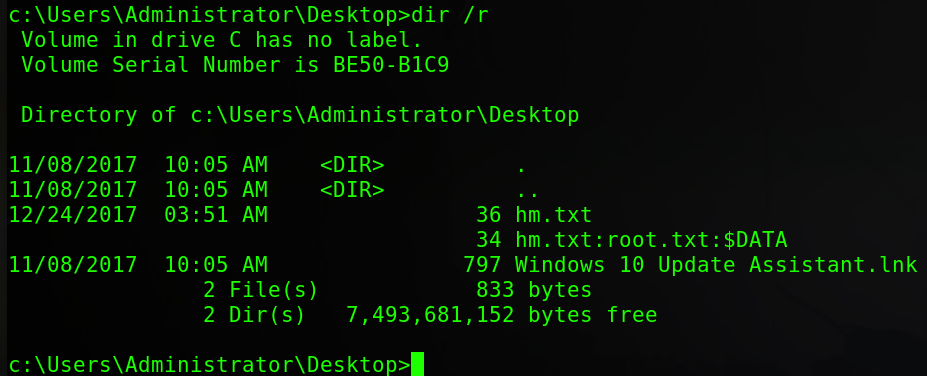 c:\Users\Administrator\Desktop>dir /r
 Volume in drive C has no label.
 Volume Serial Number is BE50-B1C9

 Directory of c:\Users\Administrator\Desktop

11/08/2017  10:05 AM    <DIR>          .
11/08/2017  10:05 AM    <DIR>          ..
12/24/2017  03:51 AM                36 hm.txt
                                    34 hm.txt:root.txt:$DATA
11/08/2017  10:05 AM               797 Windows 10 Update Assistant.lnk
               2 File(s)            833 bytes
               2 Dir(s)   7,493,681,152 bytes free

c:\Users\Administrator\Desktop>